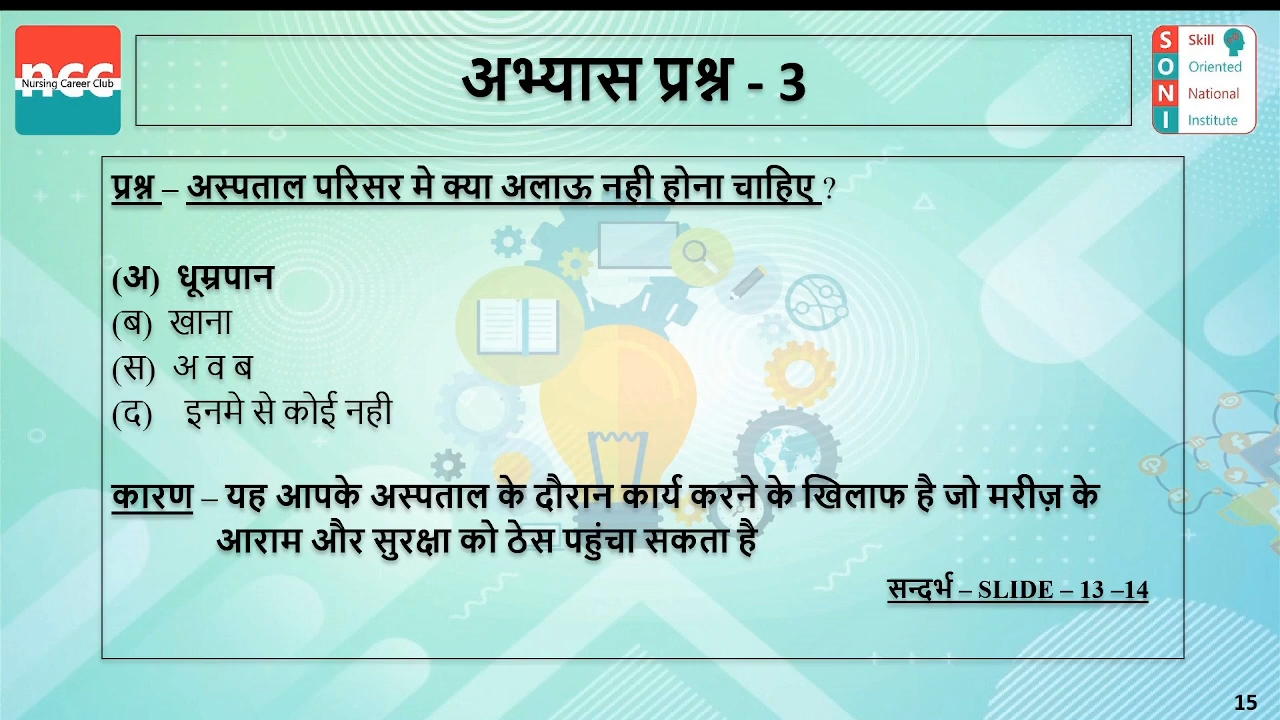 ncc
Nursing Career Club
अभ्यास प्रश्न - 3
S Skill
O Oriented
N National
I Institute
प्रश्न – अस्पताल परिसर मे क्या अलाऊ नही होना चाहिए ?
(अ) धूम्रपान
(ब) खाना
(स) अ व ब
(द) इनमे से कोई नही
कारण – यह आपके अस्पताल के दौरान कार्य करने के खिलाफ है जो मरीज़ के
आराम और सुरक्षा को ठेस पहुंचा सकता है
सन्दर्भ – SLIDE – 13 –14
15